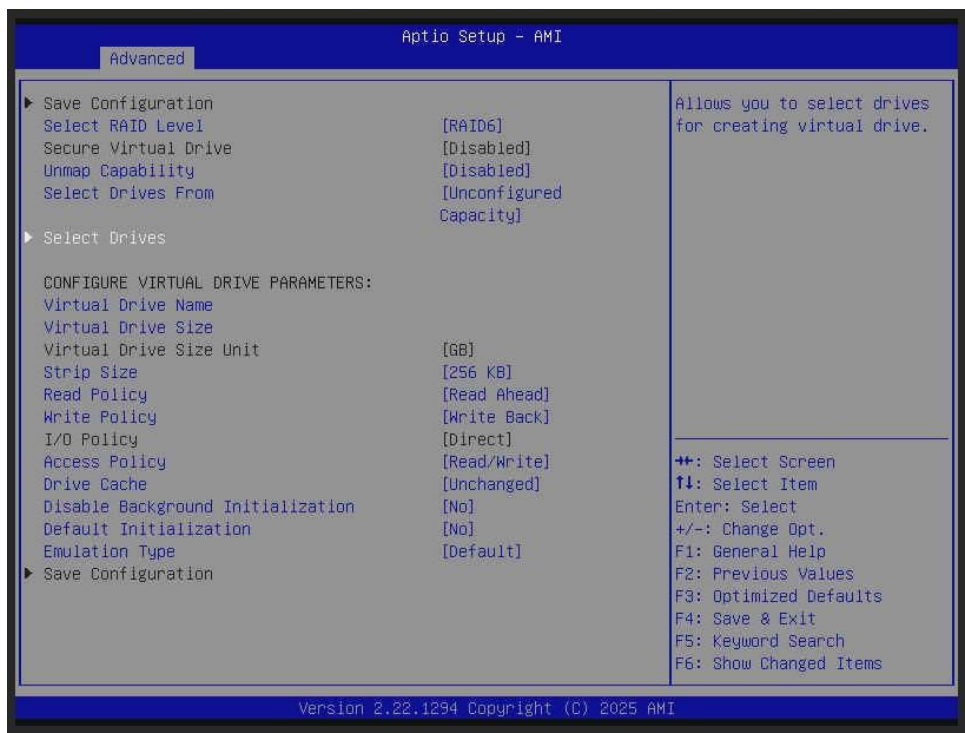 Aptio Setup - AMI
Advanced
▶ Save Configuration
Select RAID Level [RAID6]
Secure Virtual Drive [Disabled]
Unmap Capability [Disabled]
Select Drives From [Unconfigured
Capacity]
▶ Select Drives
CONFIGURE VIRTUAL DRIVE PARAMETERS:
Virtual Drive Name
Virtual Drive Size
Virtual Drive Size Unit [GB]
Strip Size [256 KB]
Read Policy [Read Ahead]
Write Policy [Write Back]
I/O Policy [Direct]
Access Policy [Read/Write]
Drive Cache [Unchanged]
Disable Background Initialization [No]
Default Initialization [No]
Emulation Type [Default]
▶ Save Configuration
Allows you to select drives
for creating virtual drive.
→←: Select Screen
↑↓: Select Item
Enter: Select
+/-: Change Opt.
F1: General Help
F2: Previous Values
F3: Optimized Defaults
F4: Save & Exit
F5: Keyword Search
F6: Show Changed Items
Version 2.22.1294 Copyright (C) 2025 AMI